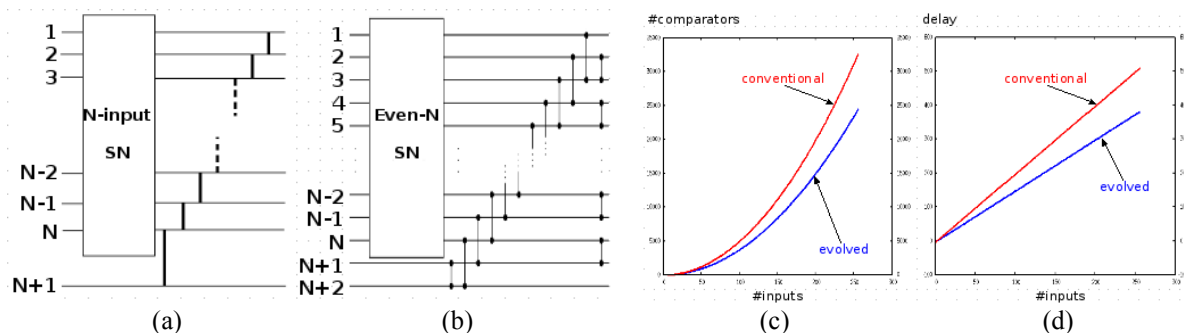 1
2
3
N-input
SN
N-2
N-1
N
N+1
(a)
1
2
3
4
5
Even-N
SN
N-2
N-1
N
N+1
N+2
(b)
#comparators
conventional
evolved
#inputs
(c)
delay
conventional
evolved
#inputs
(d)